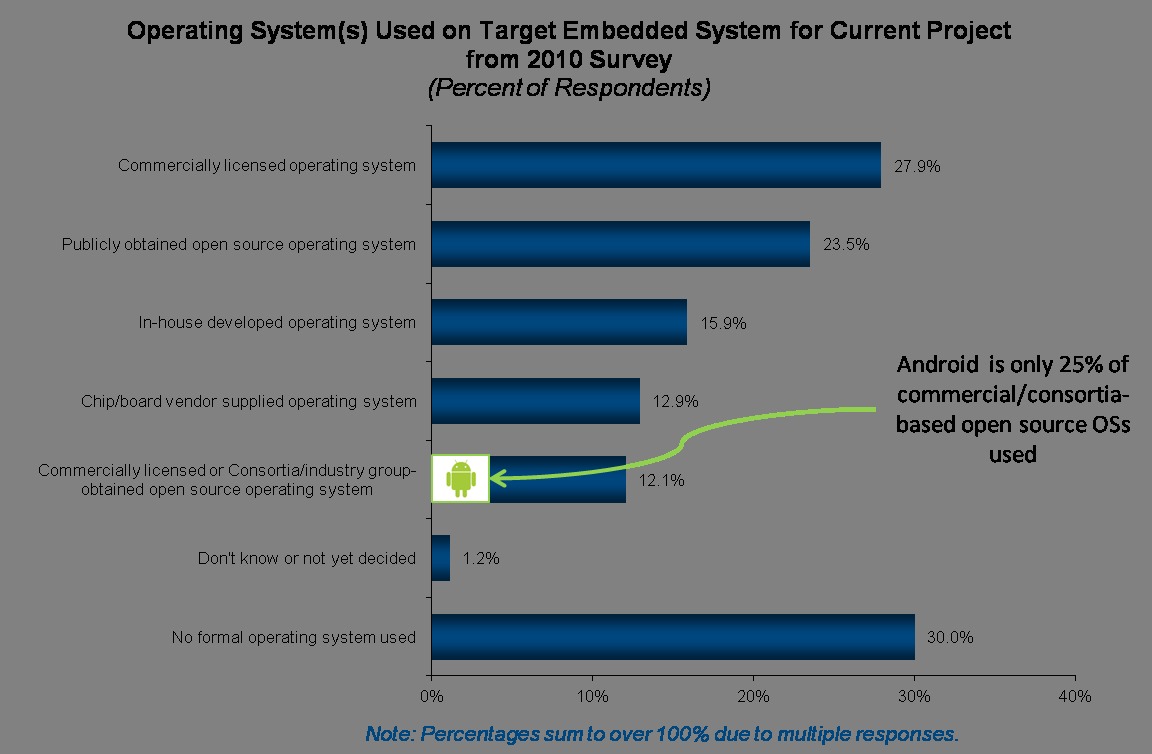 Operating System(s) Used on Target Embedded System for Current Project
from 2010 Survey
(Percent of Respondents)
Commercially licensed operating system
27.9%
Publicly obtained open source operating system
23.5%
In-house developed operating system
15.9%
Chip/board vendor supplied operating system
12.9%
Commercially licensed or Consortia/industry group-
obtained open source operating system
12.1%
Don't know or not yet decided
1.2%
No formal operating system used
30.0%
Android is only 25% of
commercial/consortia-
based open source OSs
used
0% 10% 20% 30% 40%
Note: Percentages sum to over 100% due to multiple responses.